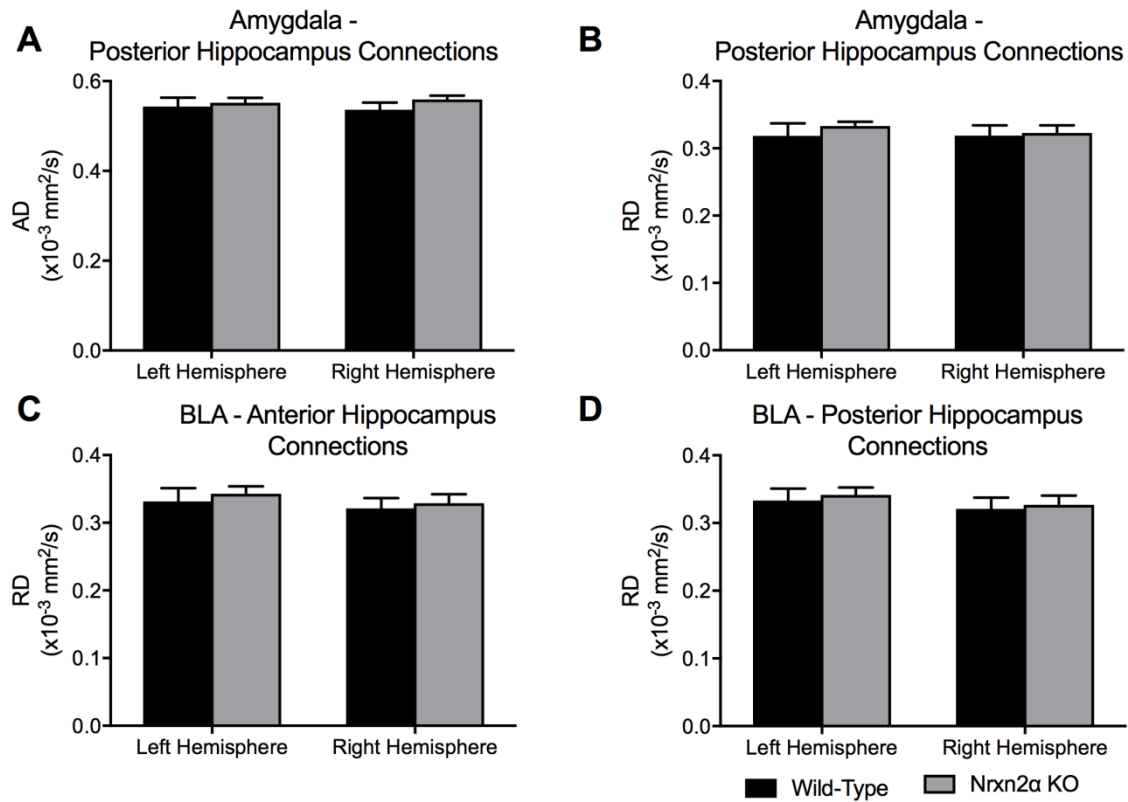 A
Amygdala -
Posterior Hippocampus Connections
AD
(x10⁻³ mm²/s)
0.6
0.4
0.2
0.0
Left Hemisphere
Right Hemisphere
B
Amygdala -
Posterior Hippocampus Connections
RD
(x10⁻³ mm²/s)
0.4
0.3
0.2
0.1
0.0
Left Hemisphere
Right Hemisphere
C
BLA - Anterior Hippocampus
Connections
RD
(x10⁻³ mm²/s)
0.4
0.3
0.2
0.1
0.0
Left Hemisphere
Right Hemisphere
D
BLA - Posterior Hippocampus
Connections
RD
(x10⁻³ mm²/s)
0.4
0.3
0.2
0.1
0.0
Left Hemisphere
Right Hemisphere
Wild-Type
Nrxn2α KO